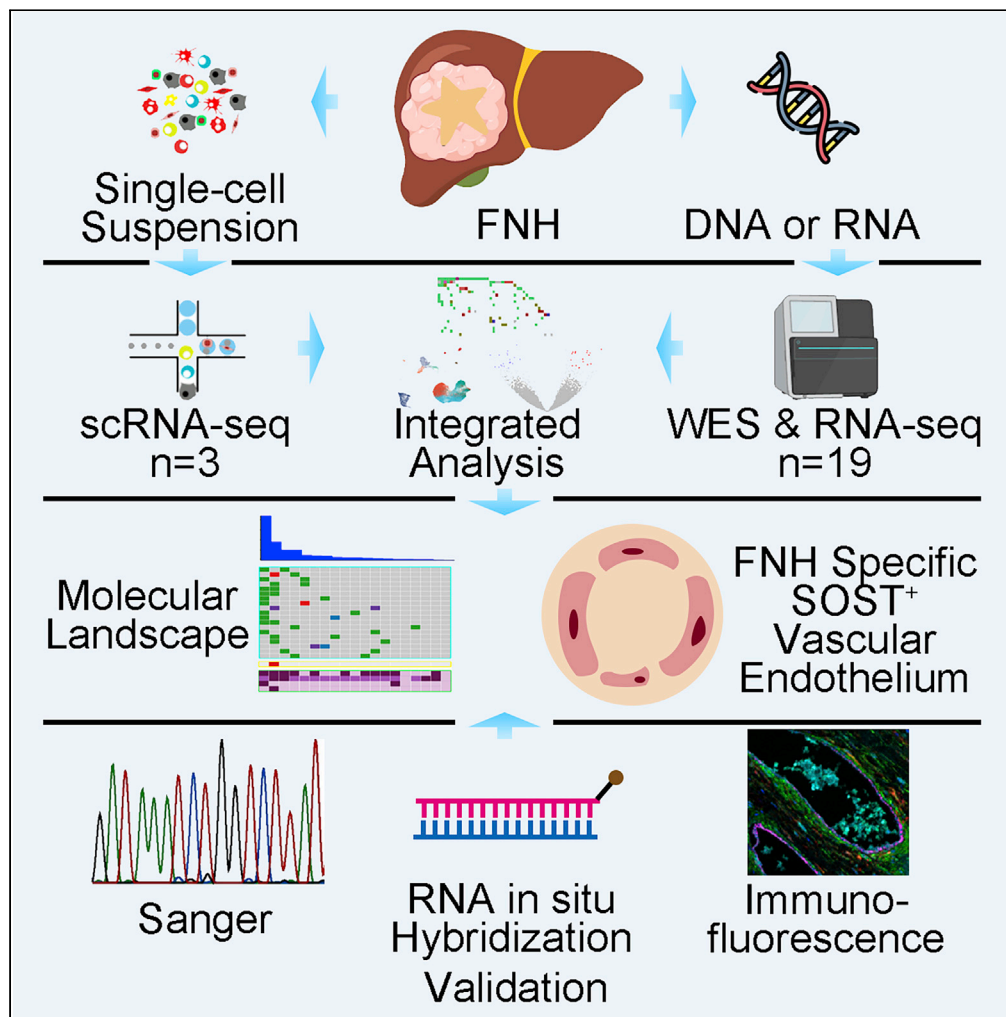 Single-cell
Suspension
FNH
DNA or RNA
scRNA-seq
n=3
Integrated
Analysis
WES & RNA-seq
n=19
Molecular
Landscape
FNH Specific
SOST⁺
Vascular
Endothelium
Sanger
RNA in situ
Hybridization
Validation
Immuno-
fluorescence